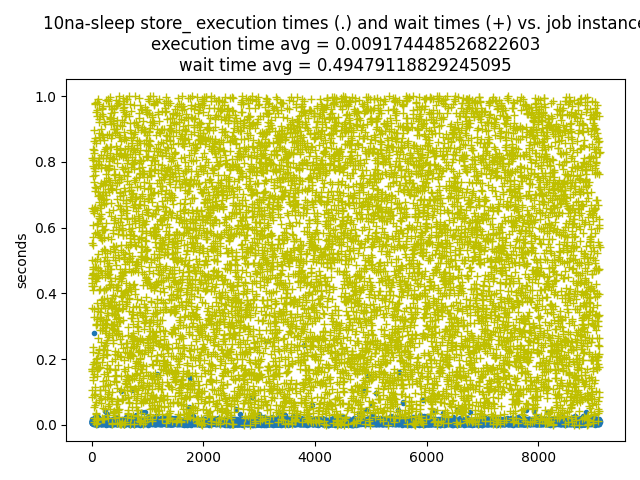 10na-sleep store_ execution times (.) and wait times (+) vs. job instance
execution time avg = 0.009174448526822603
wait time avg = 0.49479118829245095
1.0
0.8
0.6
0.4
0.2
0.0
seconds
0 2000 4000 6000 8000